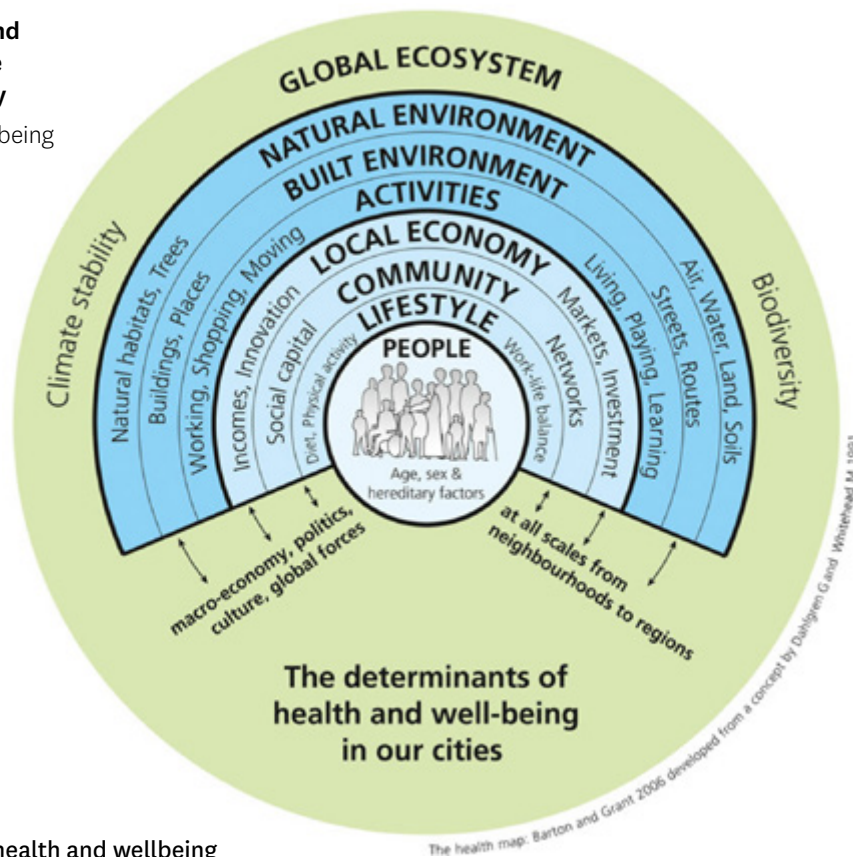 nd
e
y
being
GLOBAL ECOSYSTEM
NATURAL ENVIRONMENT
BUILT ENVIRONMENT
ACTIVITIES
LOCAL ECONOMY
COMMUNITY
LIFESTYLE
PEOPLE
Age, sex &
hereditary factors
Climate stability
Natural habitats, Trees
Buildings, Places
Working, Shopping, Moving
Incomes, Innovation
Social capital
Diet, Physical activity
Work-life balance
Networks
Markets, Investment
Living, Playing, Learning
Streets, Routes
Air, Water, Land, Soils
Biodiversity
macro-economy, politics,
culture, global forces
at all scales from
neighbourhoods to regions
The determinants of
health and well-being
in our cities
The health map: Barton and Grant 2006 developed from a concept by Dahlgren G and Whitehead M 1991
health and wellbeing